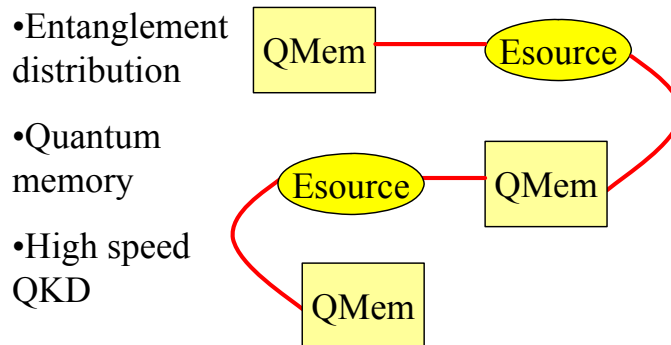 •Entanglement
distribution
QMem
Esource
•Quantum
memory
Esource
QMem
•High speed
QKD
QMem